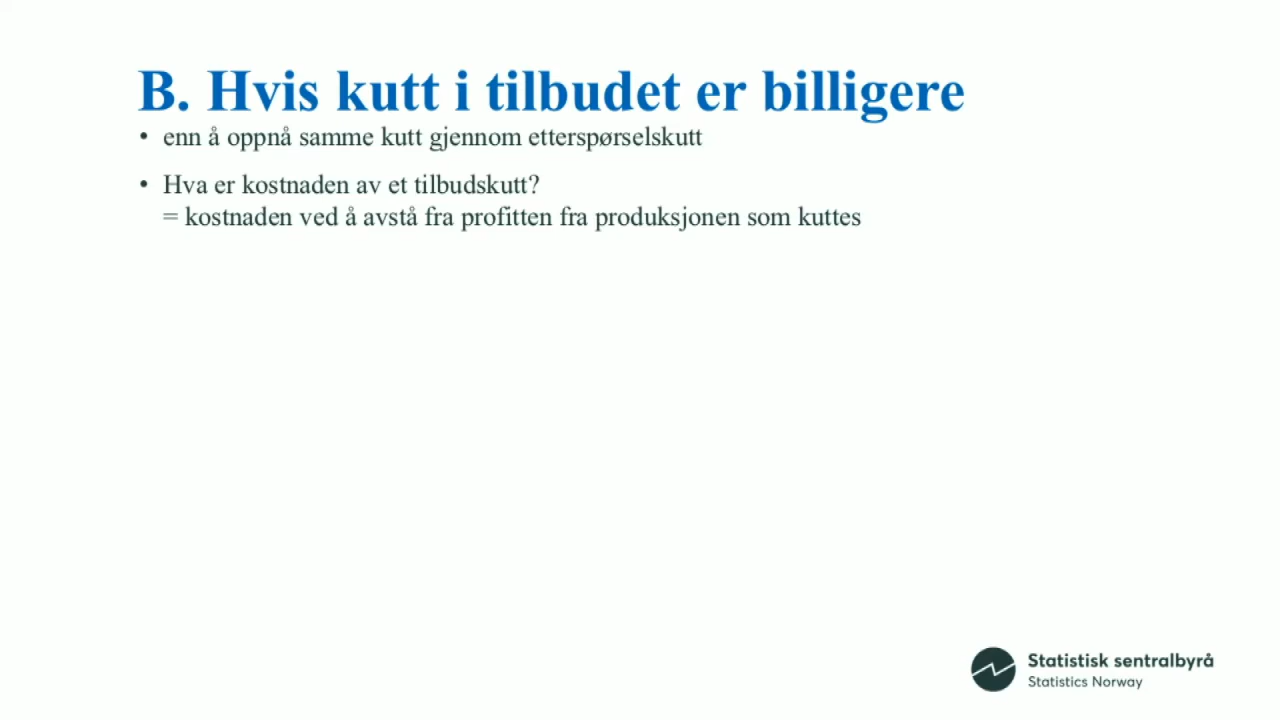 B. Hvis kutt i tilbudet er billigere
• enn å oppnå samme kutt gjennom etterspørselskutt
• Hva er kostnaden av et tilbudskutt?
= kostnaden ved å avstå fra profitten fra produksjonen som kuttes
Statistisk sentralbyrå
Statistics Norway